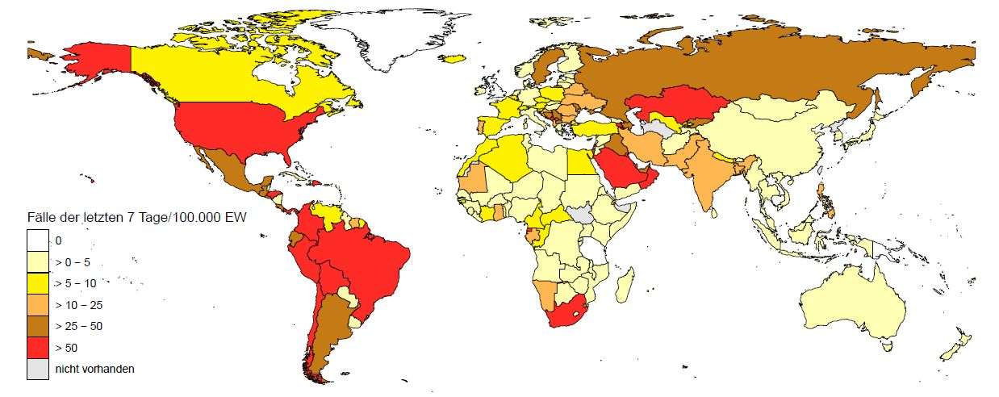 Fälle der letzten 7 Tage/100.000 EW
0
> 0 – 5
> 5 – 10
> 10 – 25
> 25 – 50
> 50
nicht vorhanden